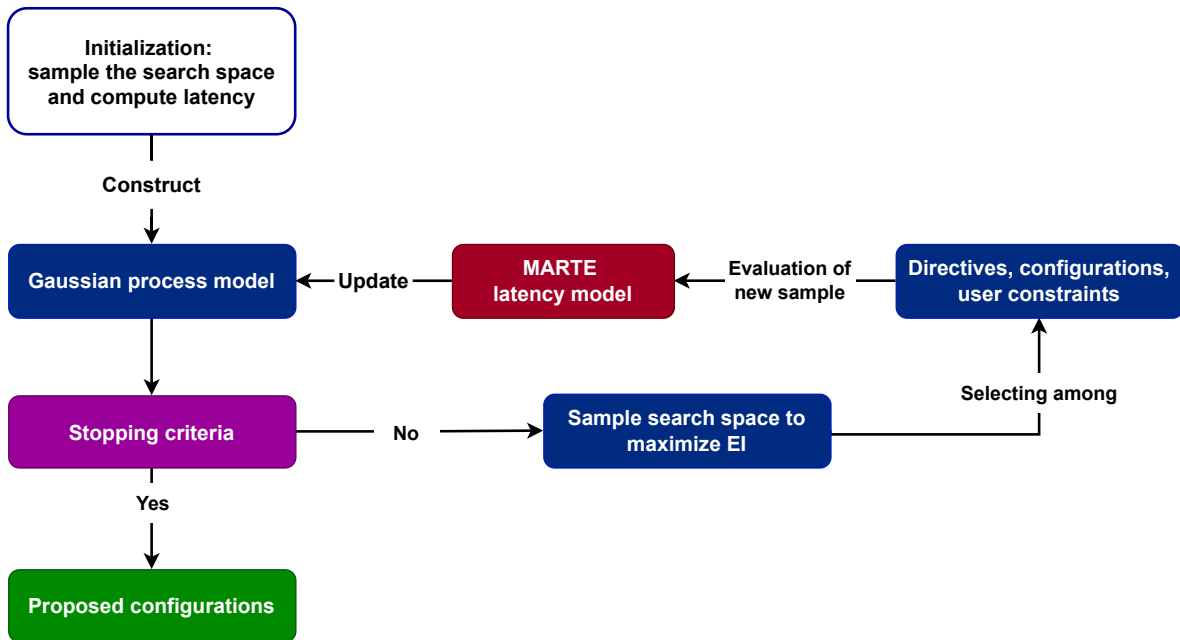 Initialization:
sample the search space
and compute latency
Construct
Gaussian process model
Update
MARTE
latency model
Evaluation of
new sample
Directives, configurations,
user constraints
Selecting among
Stopping criteria
No
Sample search space to
maximize EI
Yes
Proposed configurations